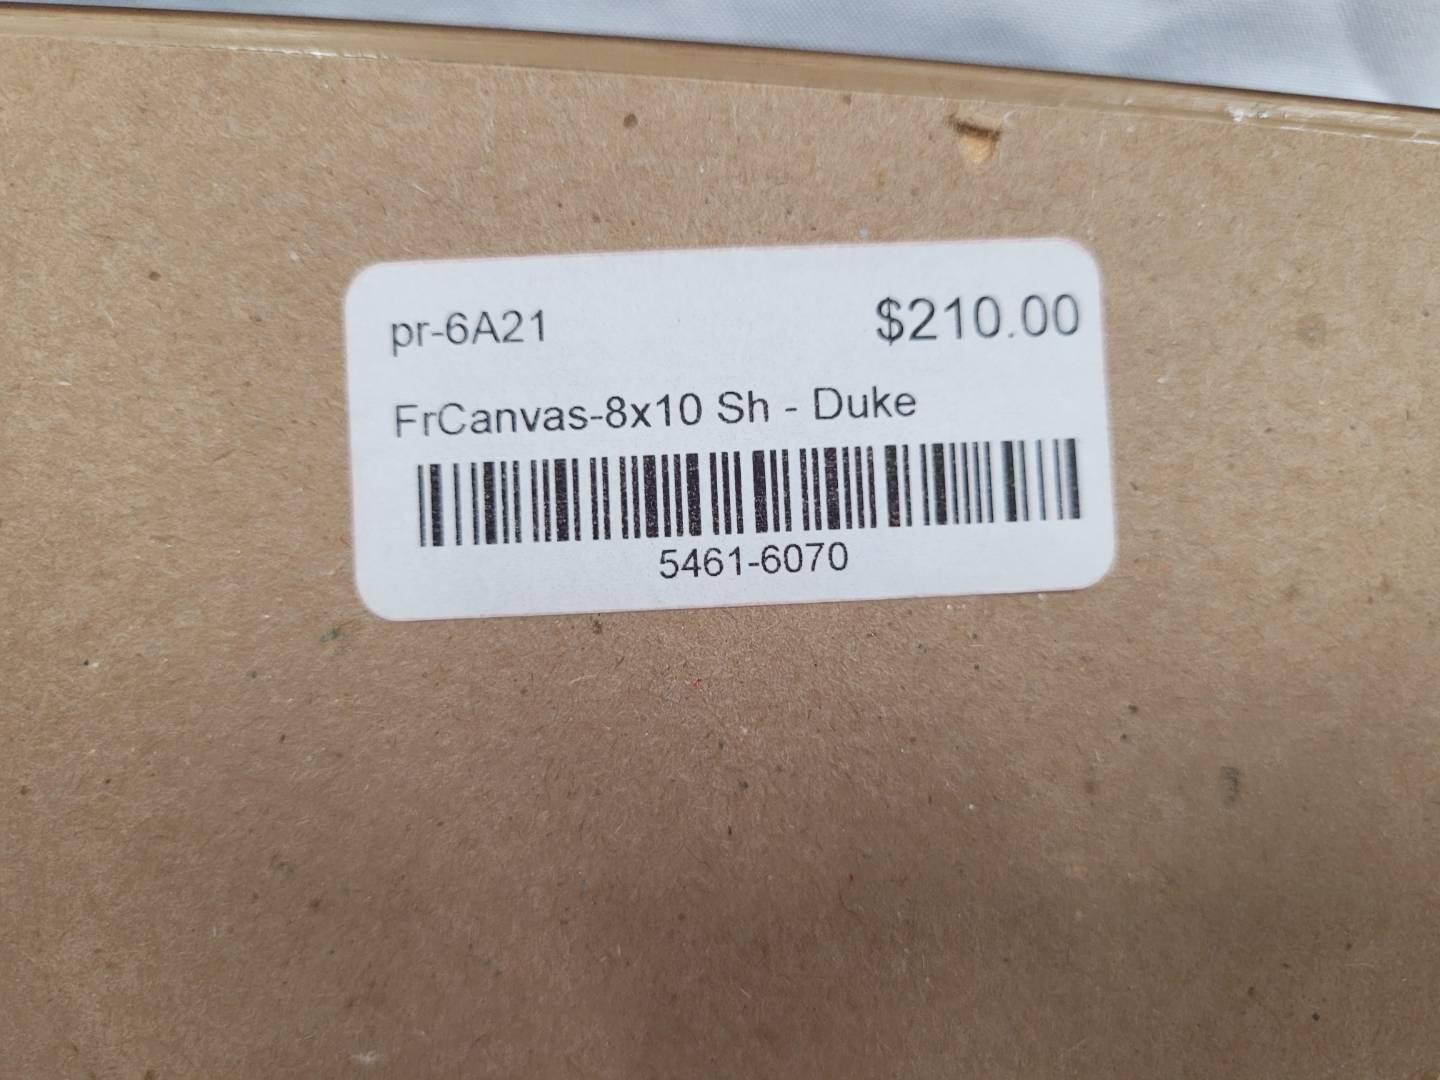 pr-6A21 $210.00
FrCanvas-8x10 Sh - Duke
5461-6070